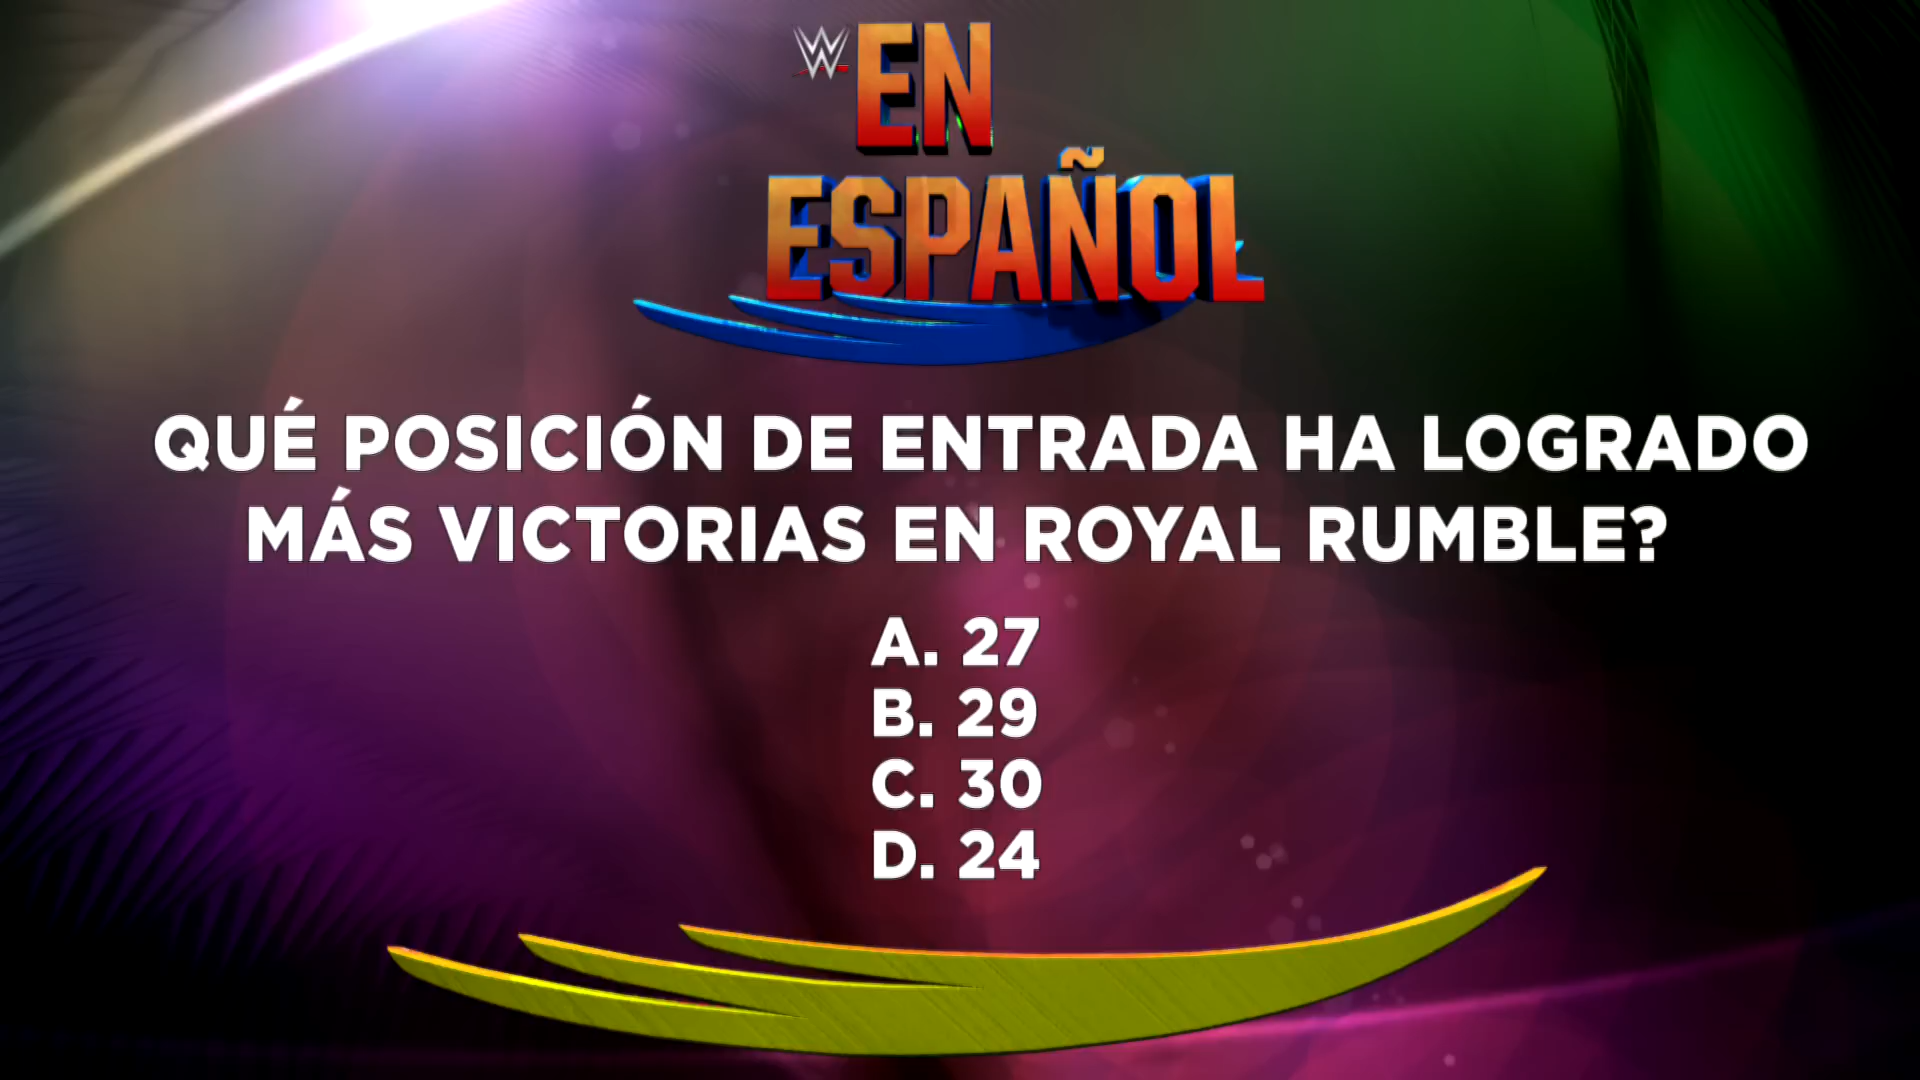 W
EN
ESPAÑOL
QUÉ POSICIÓN DE ENTRADA HA LOGRADO
MÁS VICTORIAS EN ROYAL RUMBLE?
A. 27
B. 29
C. 30
D. 24